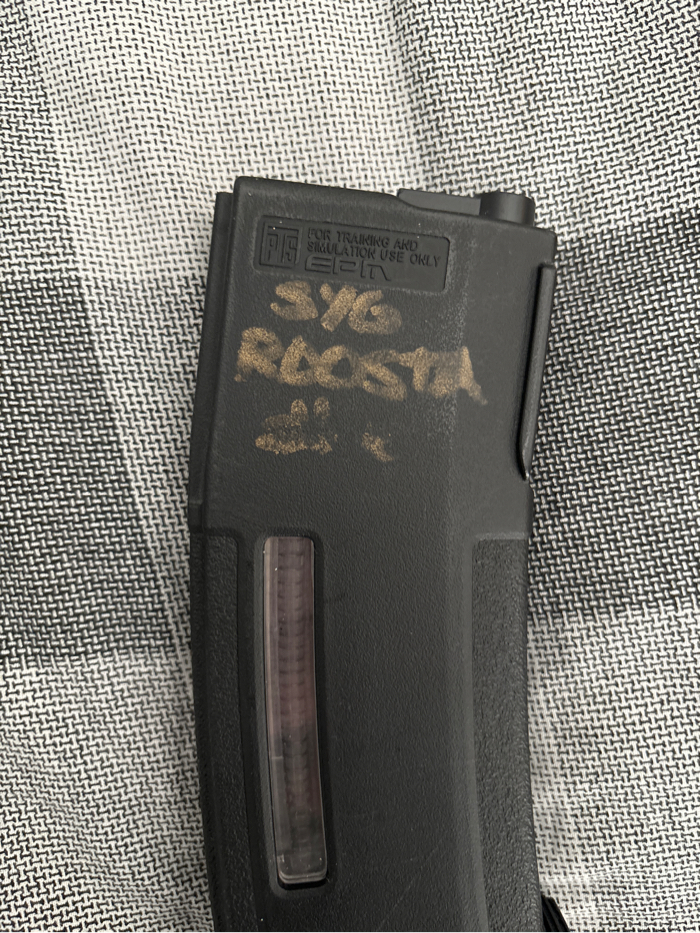 PTS
FOR TRAINING AND
SIMULATION USE ONLY
EPM
SYG
ROOSTA